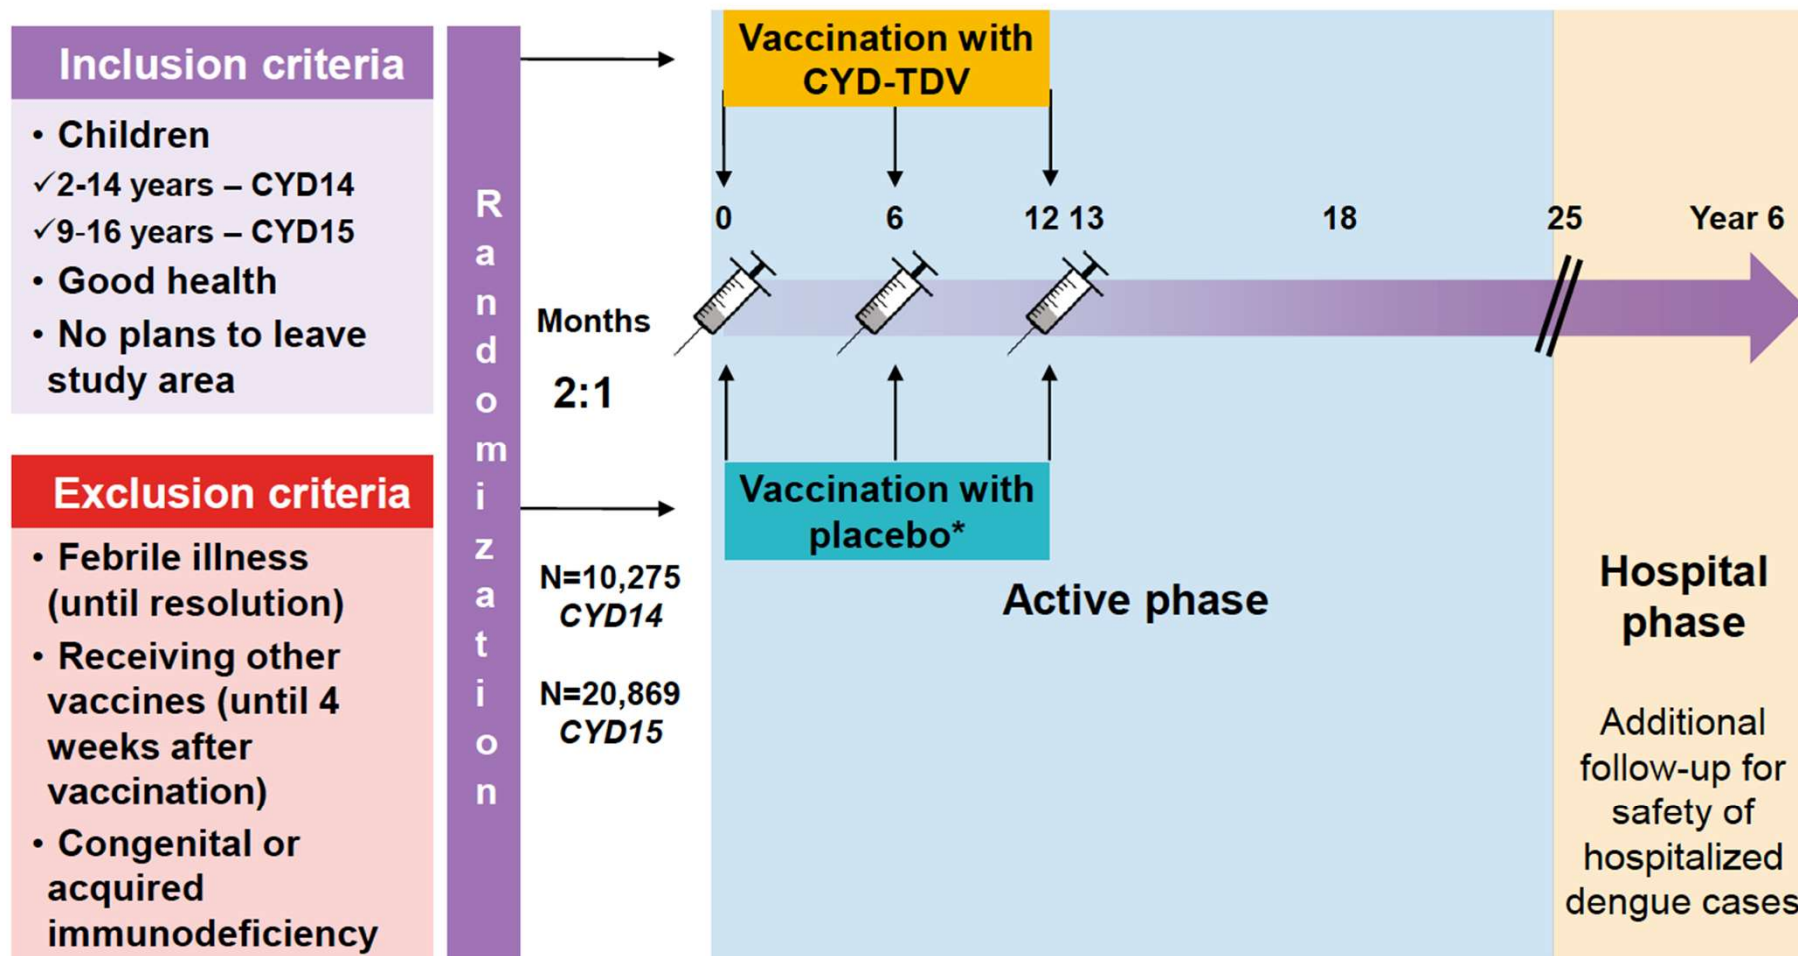 Inclusion criteria
• Children
✓2-14 years – CYD14
✓9-16 years – CYD15
• Good health
• No plans to leave
study area
Exclusion criteria
• Febrile illness
(until resolution)
• Receiving other
vaccines (until 4
weeks after
vaccination)
• Congenital or
acquired
immunodeficiency
Randomization
Months
2:1
N=10,275
CYD14
N=20,869
CYD15
Vaccination with
CYD-TDV
0 6 12 13 18 25 Year 6
Vaccination with
placebo*
Active phase
Hospital
phase
Additional
follow-up for
safety of
hospitalized
dengue cases